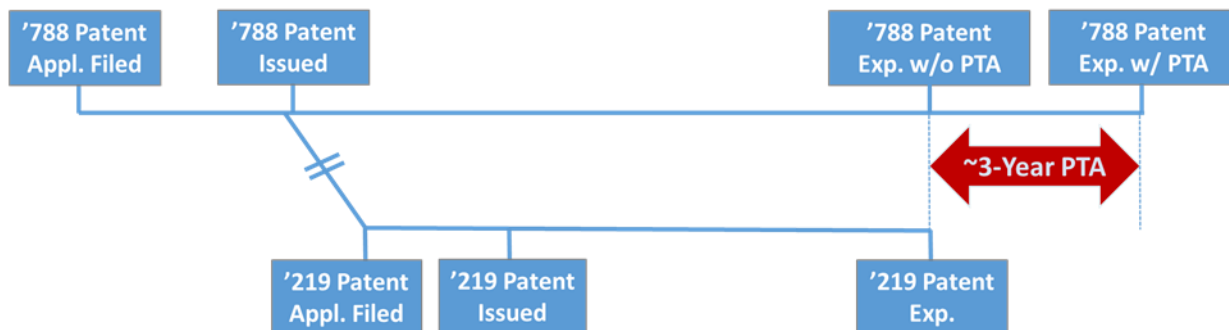 ’788 Patent
Appl. Filed
’788 Patent
Issued
’788 Patent
Exp. w/o PTA
’788 Patent
Exp. w/ PTA
~3-Year PTA
’219 Patent
Appl. Filed
’219 Patent
Issued
’219 Patent
Exp.